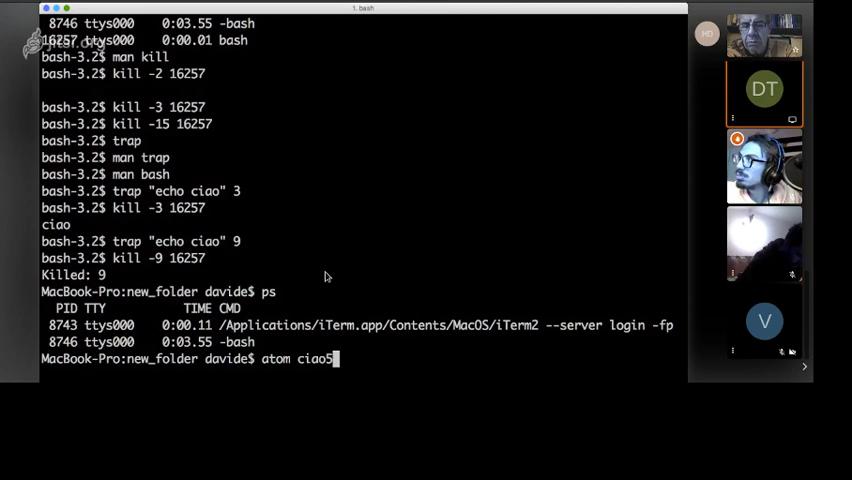 1. bash
8746 ttys000 0:03.55 -bash
16257 ttys000 0:00.01 bash
bash-3.2$ man kill
bash-3.2$ kill -2 16257
bash-3.2$ kill -3 16257
bash-3.2$ kill -15 16257
bash-3.2$ trap
bash-3.2$ man trap
bash-3.2$ man bash
bash-3.2$ trap "echo ciao" 3
bash-3.2$ kill -3 16257
ciao
bash-3.2$ trap "echo ciao" 9
bash-3.2$ kill -9 16257
Killed: 9
MacBook-Pro:new_folder davide$ ps
PID TTY TIME CMD
8743 ttys000 0:00.11 /Applications/iTerm.app/Contents/MacOS/iTerm2 --server login -fp
8746 ttys000 0:03.55 -bash
MacBook-Pro:new_folder davide$ atom ciao5
jitsi.org
HD
DT
V